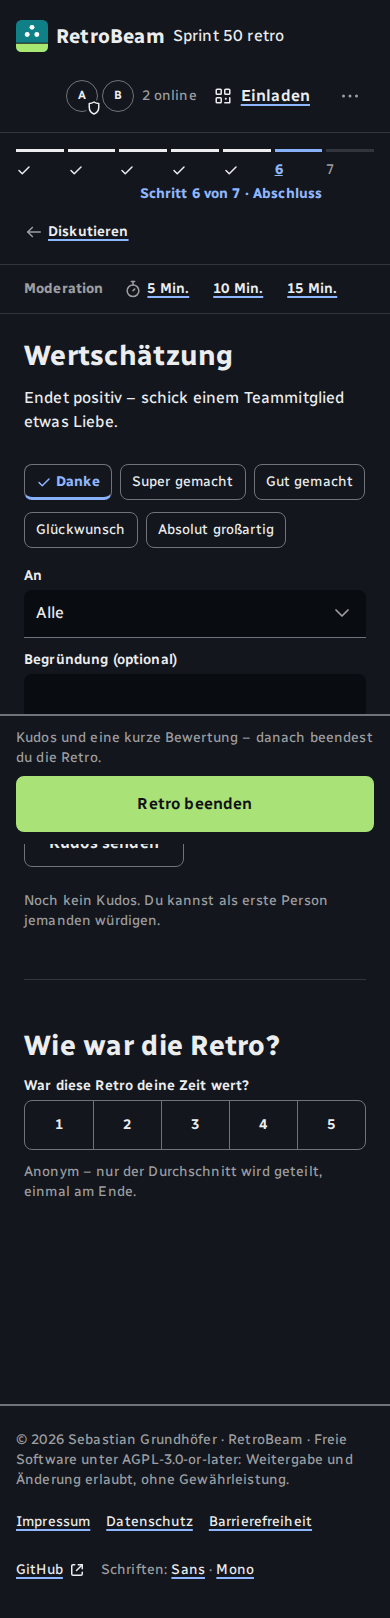 RetroBeam Sprint 50 retro
A B 2 online Einladen ···
6 7
Schritt 6 von 7 · Abschluss
← Diskutieren
Moderation 5 Min. 10 Min. 15 Min.
Wertschätzung
Endet positiv – schick einem Teammitglied
etwas Liebe.
Danke Super gemacht Gut gemacht
Glückwunsch Absolut großartig
An
Alle
Begründung (optional)
Kudos und eine kurze Bewertung – danach beendest
du die Retro.
Retro beenden
Kudos senden
Noch kein Kudos. Du kannst als erste Person
jemanden würdigen.
Wie war die Retro?
War diese Retro deine Zeit wert?
1 2 3 4 5
Anonym – nur der Durchschnitt wird geteilt,
einmal am Ende.
© 2026 Sebastian Grundhöfer · RetroBeam · Freie
Software unter AGPL-3.0-or-later: Weitergabe und
Änderung erlaubt, ohne Gewährleistung.
Impressum Datenschutz Barrierefreiheit
GitHub Schriften: Sans · Mono